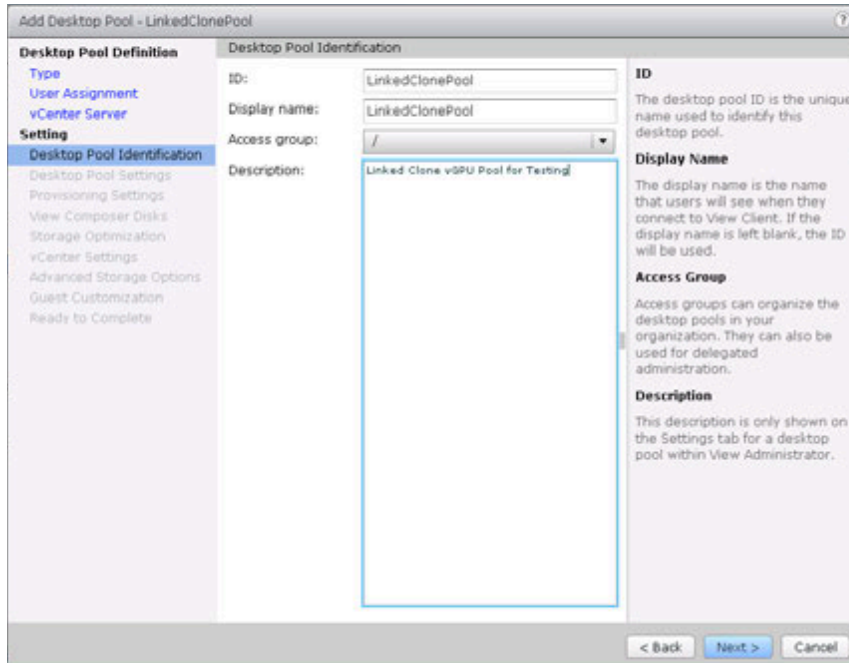 Add Desktop Pool - LinkedClonePool
?
Desktop Pool Definition
Type
User Assignment
vCenter Server
Setting
Desktop Pool Identification
Desktop Pool Settings
Provisioning Settings
View Composer Disks
Storage Optimization
vCenter Settings
Advanced Storage Options
Guest Customization
Ready to Complete
Desktop Pool Identification
ID:
LinkedClonePool
Display name:
LinkedClonePool
Access group:
/
Description:
Linked Clone vGPU Pool for Testing
ID
The desktop pool ID is the unique
name used to identify this
desktop pool.
Display Name
The display name is the name
that users will see when they
connect to View Client. If the
display name is left blank, the ID
will be used.
Access Group
Access groups can organize the
desktop pools in your
organization. They can also be
used for delegated
administration.
Description
This description is only shown on
the Settings tab for a desktop
pool within View Administrator.
< Back
Next >
Cancel